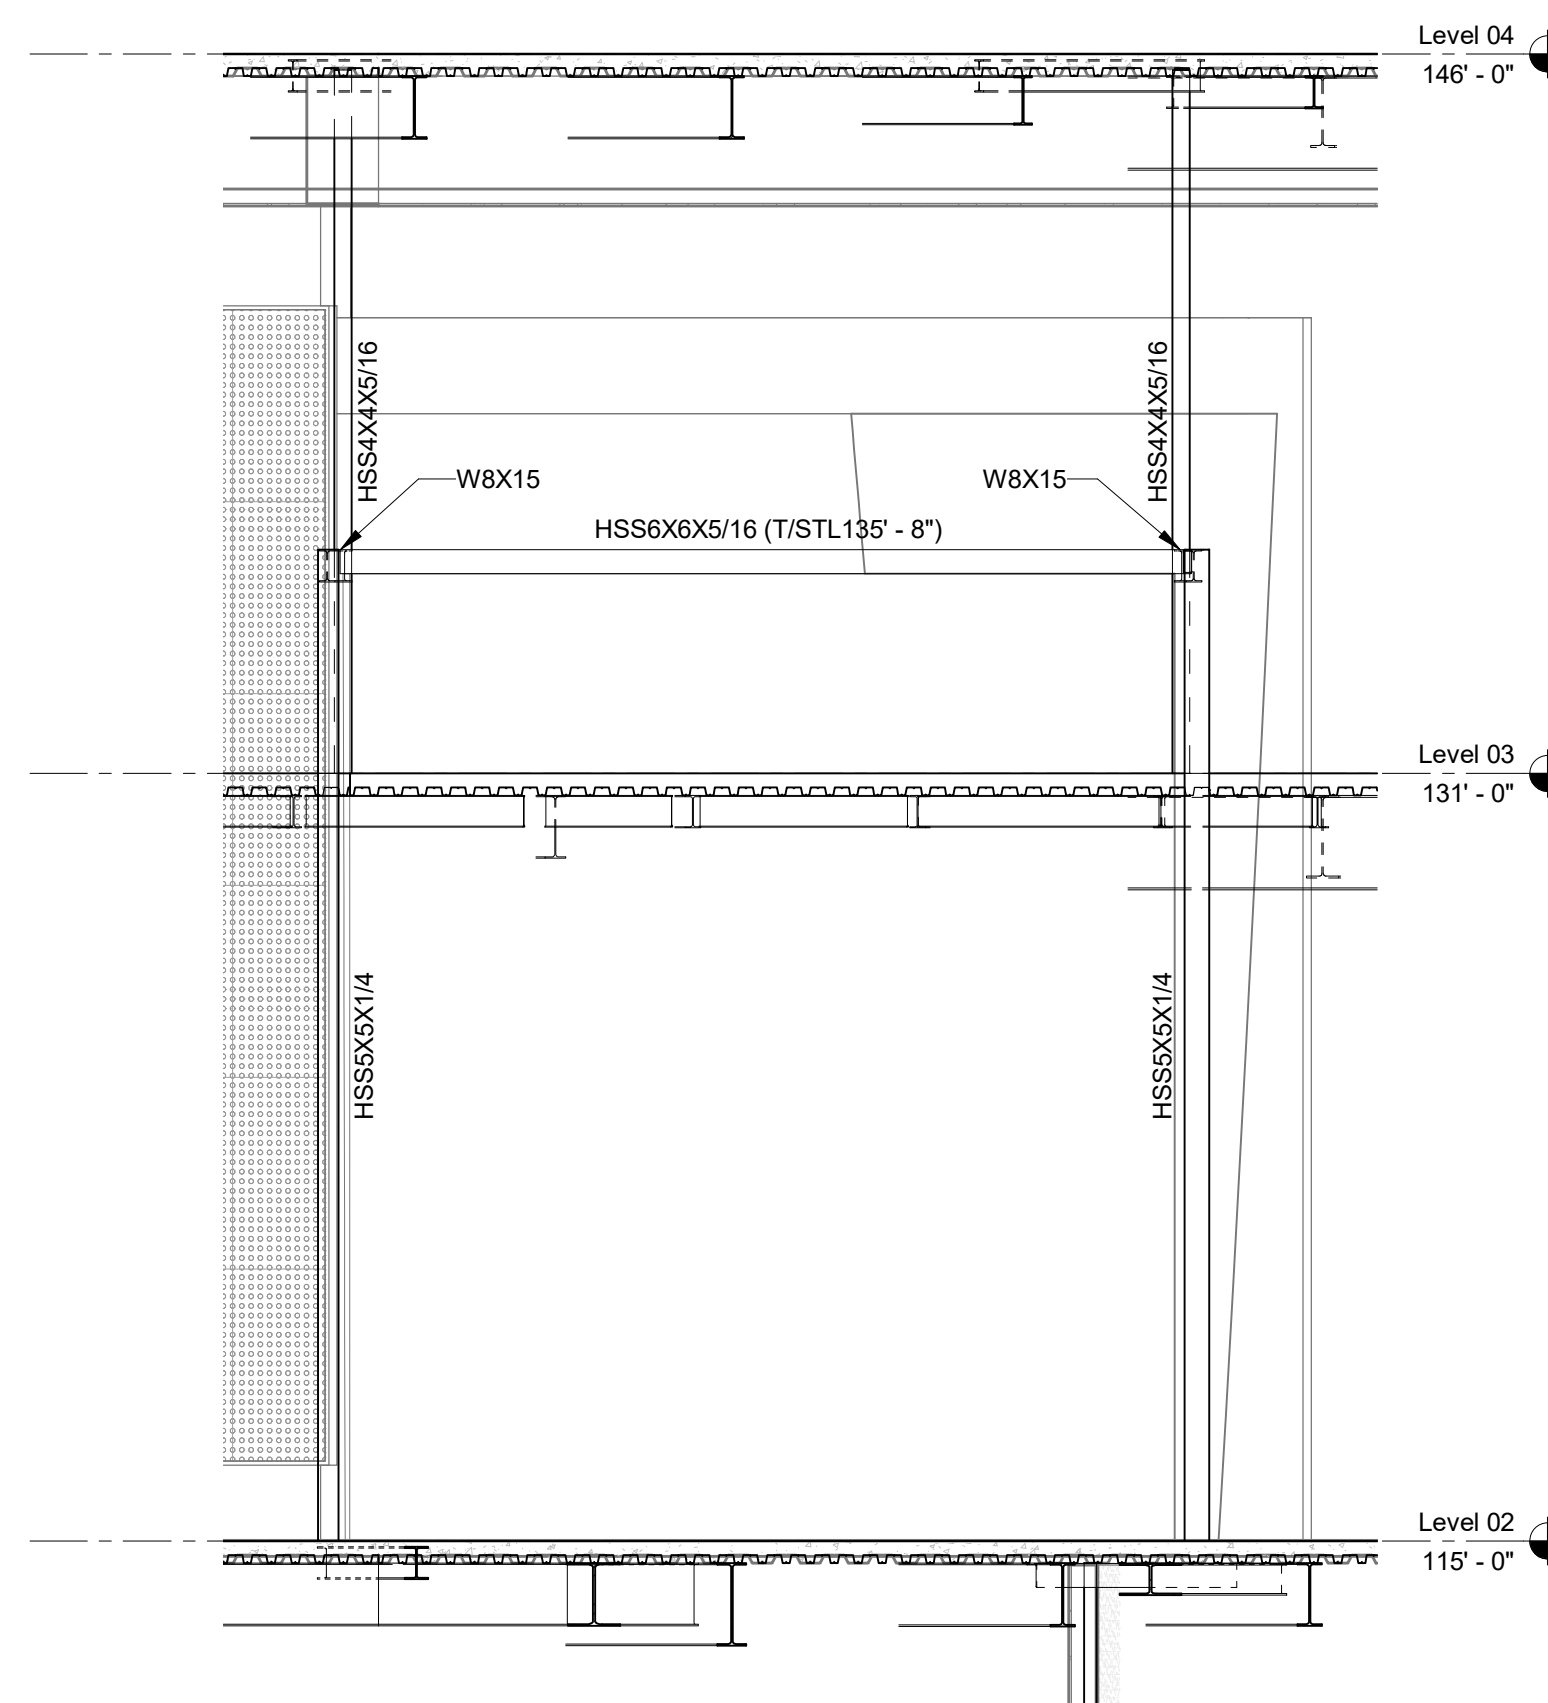 Level 04
146' - 0"
HSS4X4X5/16
HSS4X4X5/16
W8X15
W8X15
HSS6X6X5/16 (T/STL135' - 8")
Level 03
131' - 0"
HSS5X5X1/4
HSS5X5X1/4
Level 02
115' - 0"